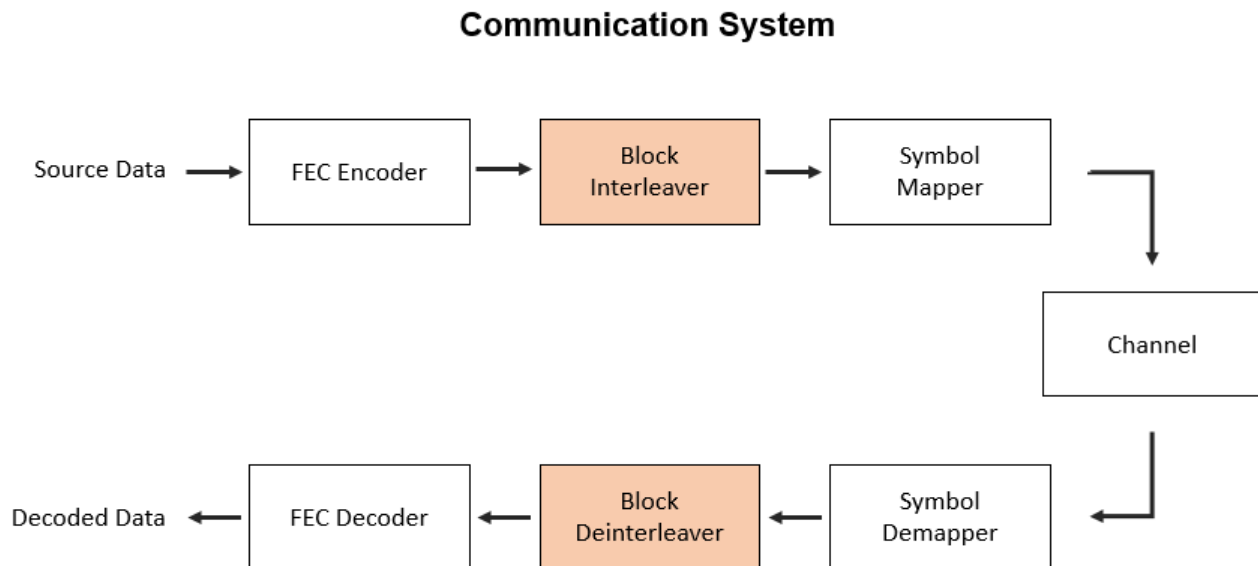 Communication System
Source Data
FEC Encoder
Block
Interleaver
Symbol
Mapper
Channel
Decoded Data
FEC Decoder
Block
Deinterleaver
Symbol
Demapper